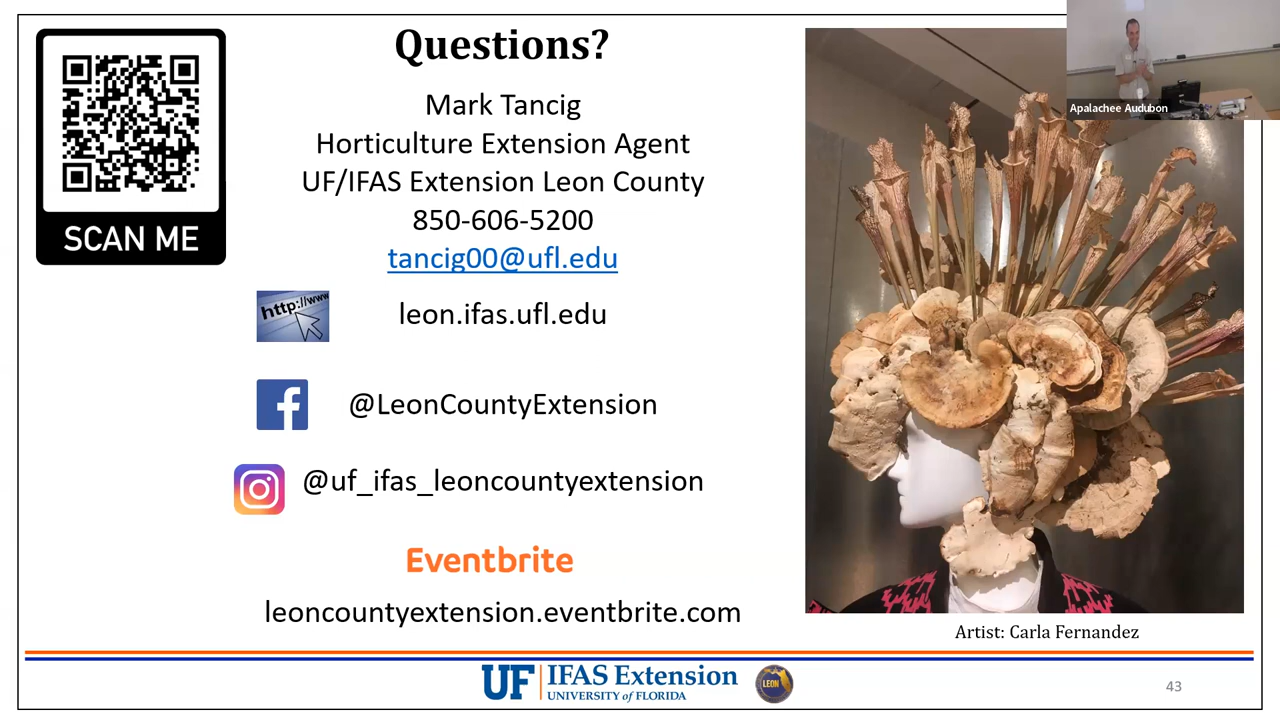 Questions?
Mark Tancig
Horticulture Extension Agent
UF/IFAS Extension Leon County
850-606-5200
tancig00@ufl.edu
SCAN ME
http://www
leon.ifas.ufl.edu
@LeonCountyExtension
@uf_ifas_leoncountyextension
Eventbrite
leoncountyextension.eventbrite.com
Apalachee Audubon
Artist: Carla Fernandez
UF IFAS Extension
UNIVERSITY of FLORIDA
LEON
43